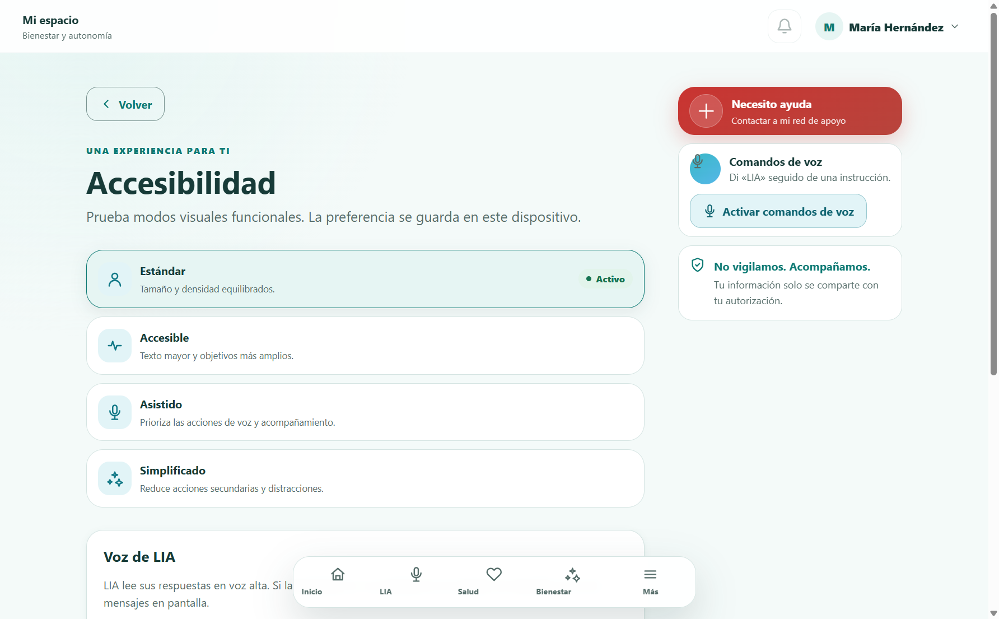 Mi espacio
Bienestar y autonomía
M
María Hernández
Volver
UNA EXPERIENCIA PARA TI
Accesibilidad
Prueba modos visuales funcionales. La preferencia se guarda en este dispositivo.
Estándar
Tamaño y densidad equilibrados.
Activo
Accesible
Texto mayor y objetivos más amplios.
Asistido
Prioriza las acciones de voz y acompañamiento.
Simplificado
Reduce acciones secundarias y distracciones.
Voz de LIA
LIA lee sus respuestas en voz alta. Si la
mensajes en pantalla.
Necesito ayuda
Contactar a mi red de apoyo
Comandos de voz
Di «LIA» seguido de una instrucción.
Activar comandos de voz
No vigilamos. Acompañamos.
Tu información solo se comparte con
tu autorización.
Inicio
LIA
Salud
Bienestar
Más